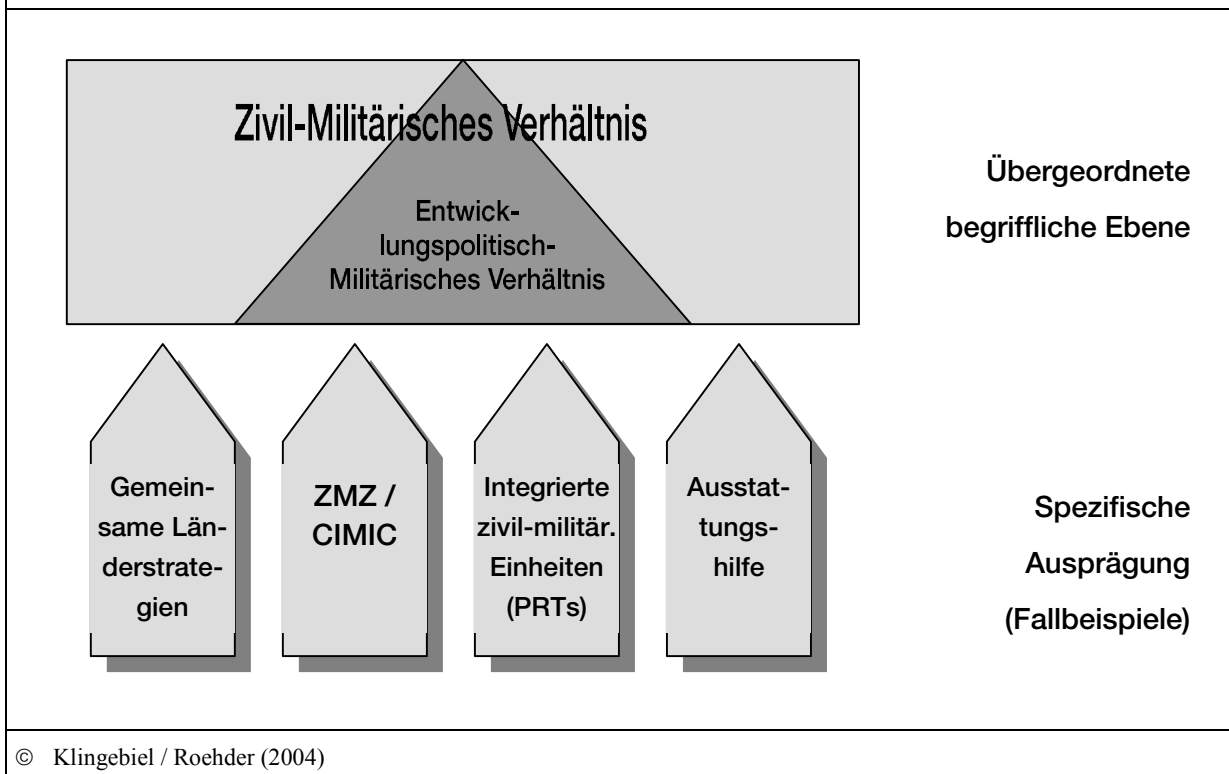 Zivil-Militärisches Verhältnis
Entwick-
lungspolitisch-
Militärisches Verhältnis
Übergeordnete
begriffliche Ebene
Gemein-
same Län-
derstrate-
gien
ZMZ /
CIMIC
Integrierte
zivil-militär.
Einheiten
(PRTs)
Ausstat-
tungs-
hilfe
Spezifische
Ausprägung
(Fallbeispiele)
© Klingebiel / Roehder (2004)